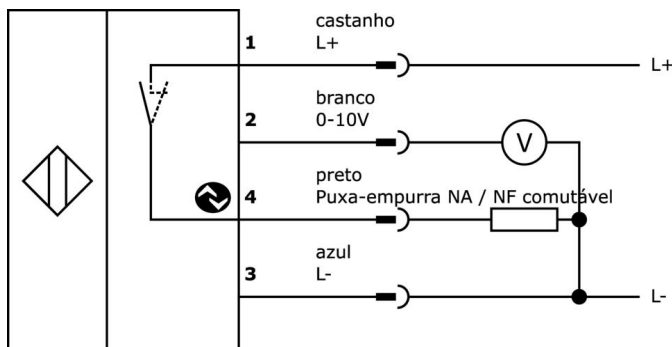 castanho
1 L+
L+
branco
2 0-10V
V
preto
4 Puxa-empurra NA / NF comutável
azul
3 L-
L-